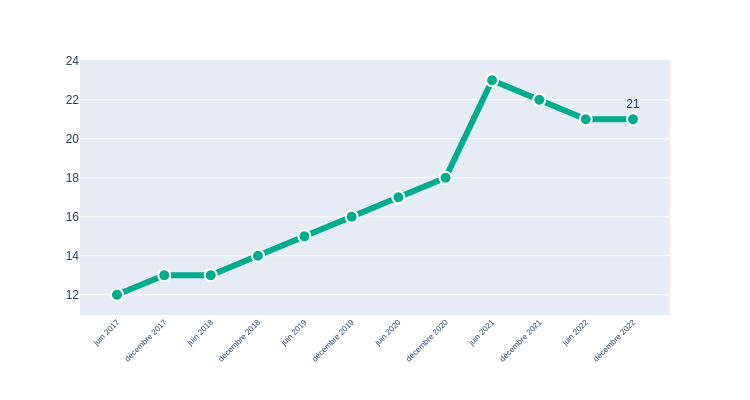 24
22
20
18
16
14
12
21
juin 2017
décembre 2017
juin 2018
décembre 2018
juin 2019
décembre 2019
juin 2020
décembre 2020
juin 2021
décembre 2021
juin 2022
décembre 2022